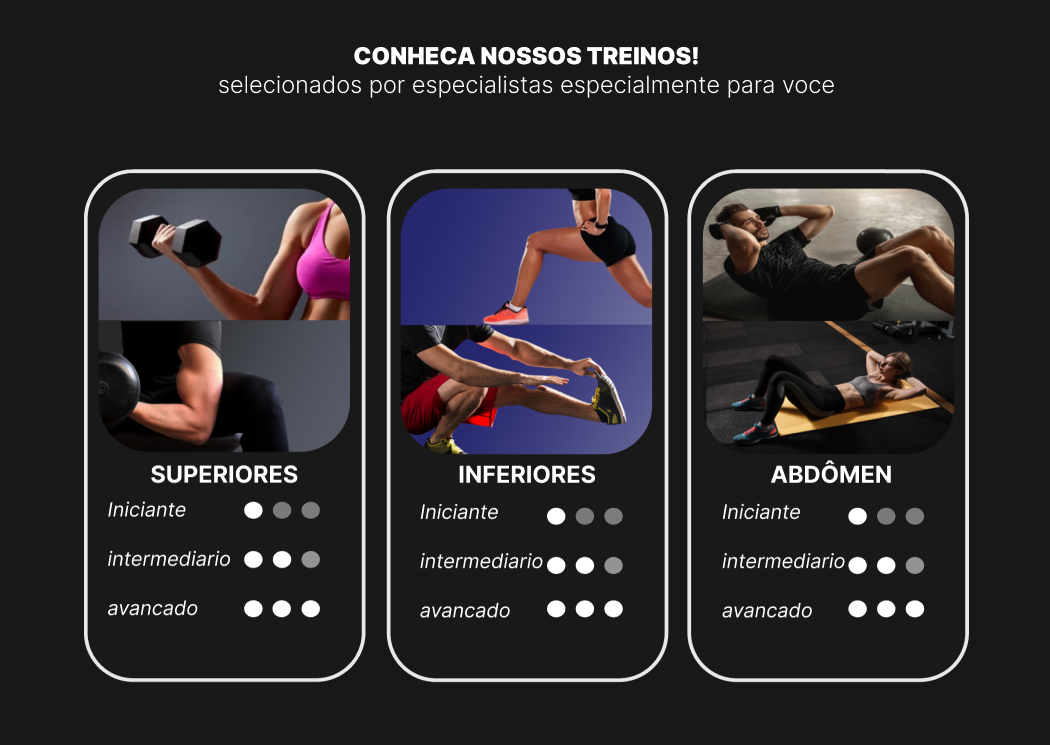 CONHECA NOSSOS TREINOS!
selecionados por especialistas especialmente para voce
SUPERIORES
Iniciante
intermediario
avancado
INFERIORES
Iniciante
intermediario
avancado
ABDÔMEN
Iniciante
intermediario
avancado